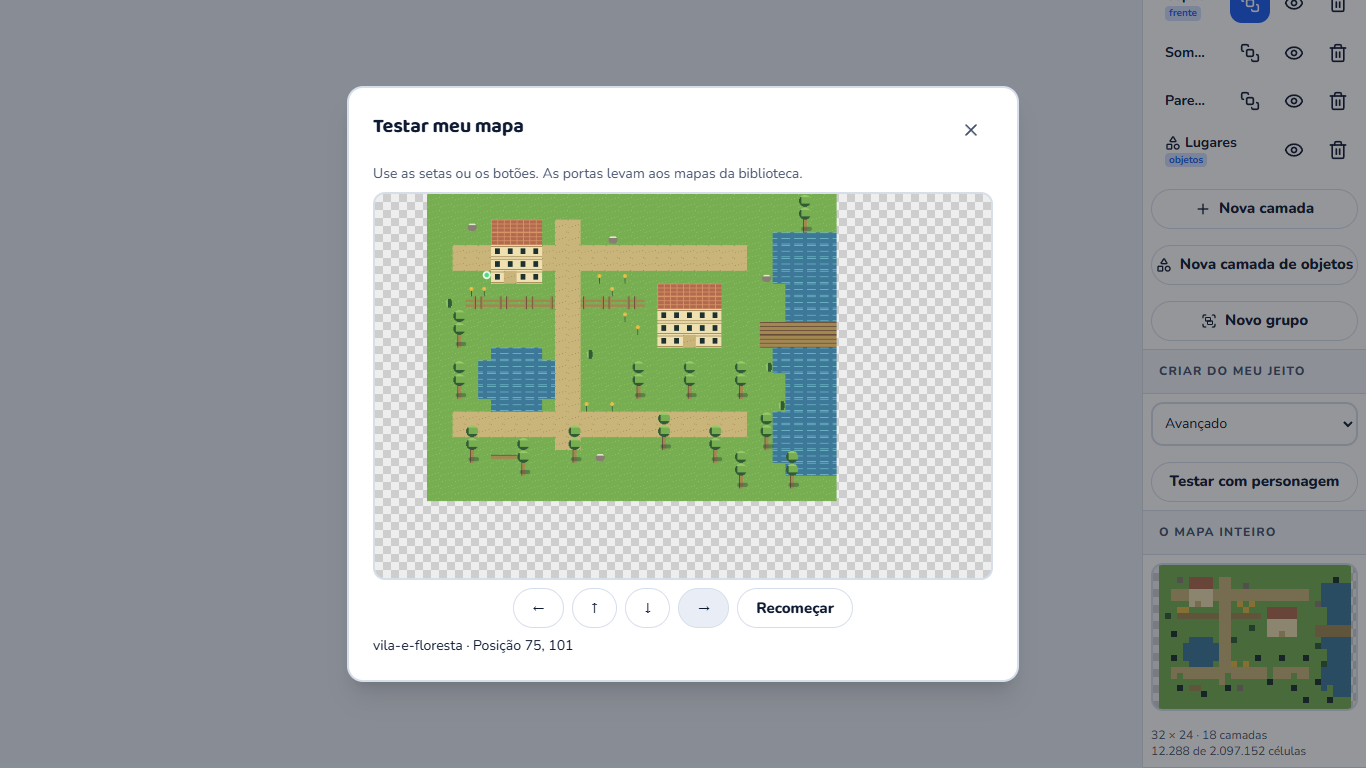 Testar meu mapa
Use as setas ou os botões. As portas levam aos mapas da biblioteca.
← ↑ ↓ → Recomeçar
vila-e-floresta · Posição 75, 101
frente
Som...
Pare...
Lugares
objetos
Nova camada
Nova camada de objetos
Novo grupo
CRIAR DO MEU JEITO
Avançado
Testar com personagem
O MAPA INTEIRO
32 × 24 · 18 camadas
12.288 de 2.097.152 células